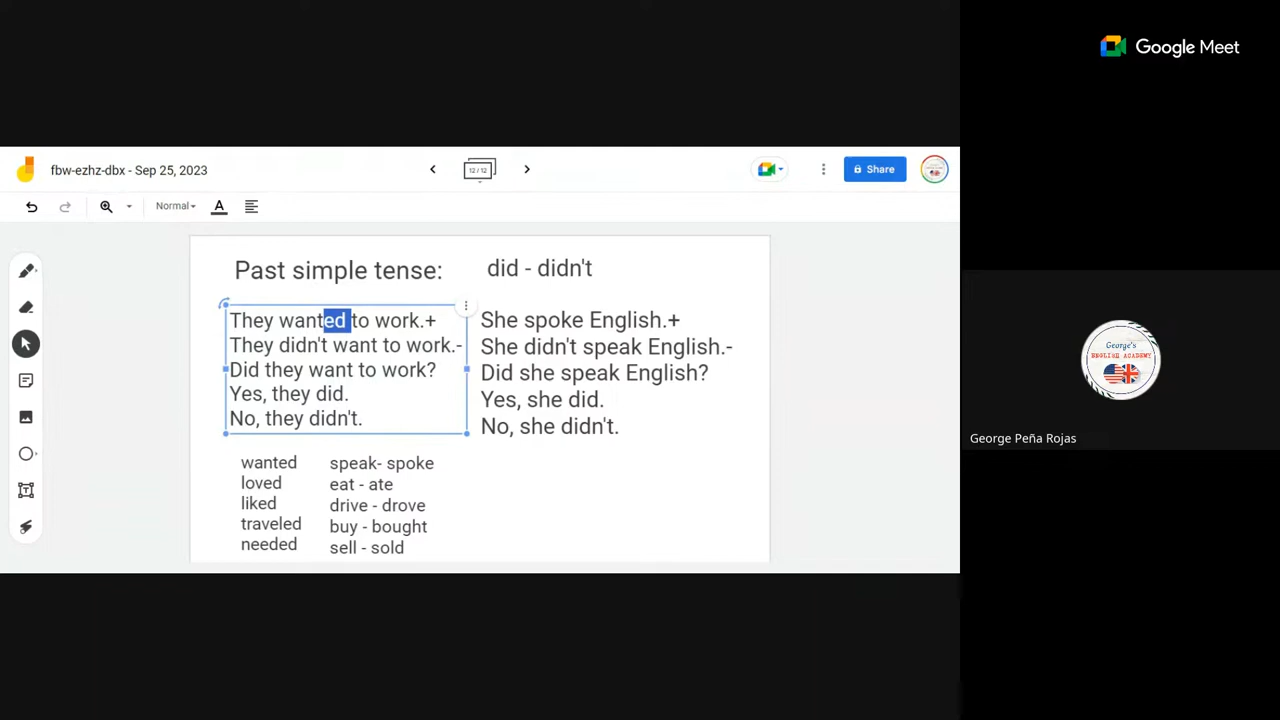 Google Meet
fbw-ezhz-dbx - Sep 25, 2023
12 / 12
Share
Normal
A
Past simple tense:
did - didn't
They wanted to work.+
They didn't want to work.-
Did they want to work?
Yes, they did.
No, they didn't.
She spoke English.+
She didn't speak English.-
Did she speak English?
Yes, she did.
No, she didn't.
wanted
loved
liked
traveled
needed
speak- spoke
eat - ate
drive - drove
buy - bought
sell - sold
George's
ENGLISH ACADEMY
George Peña Rojas